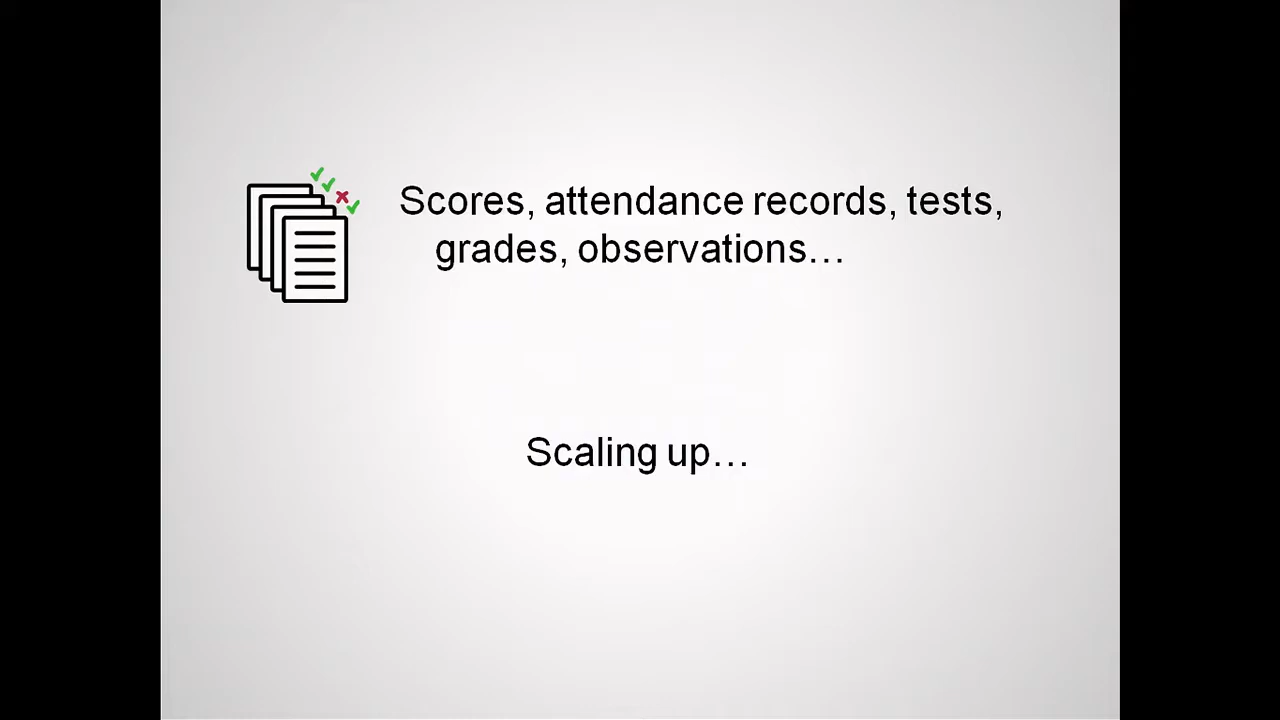 Scores, attendance records, tests,
grades, observations…
Scaling up…